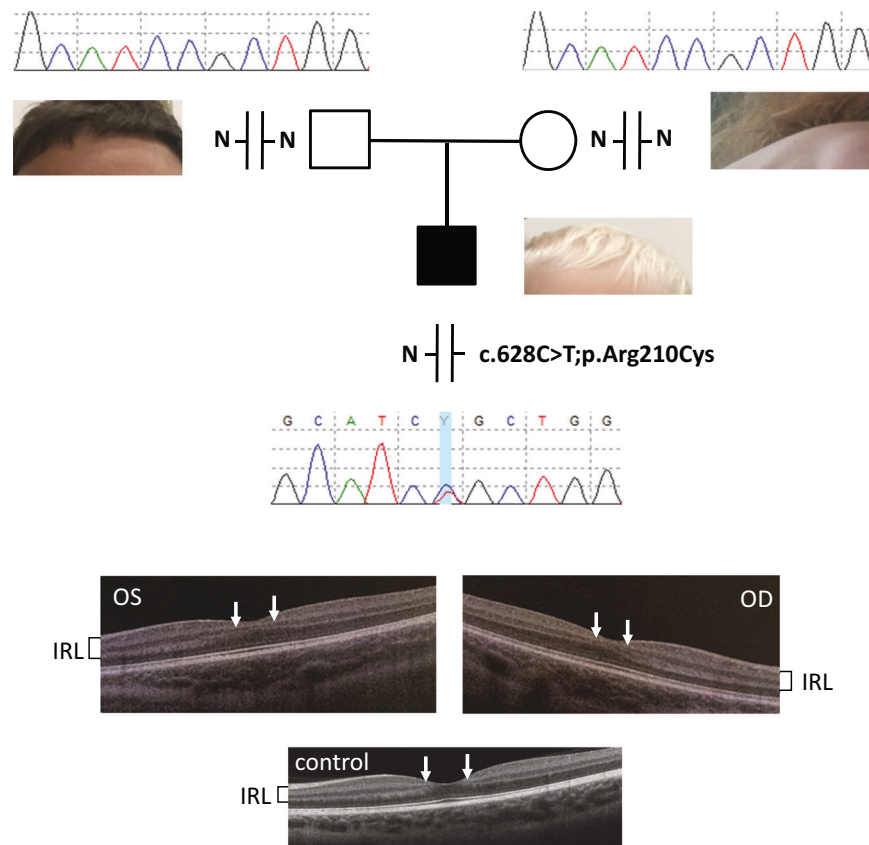 N N N N
N c.628C>T;p.Arg210Cys
G C A T C Y G C T G G
OS OD
IRL IRL
control
IRL